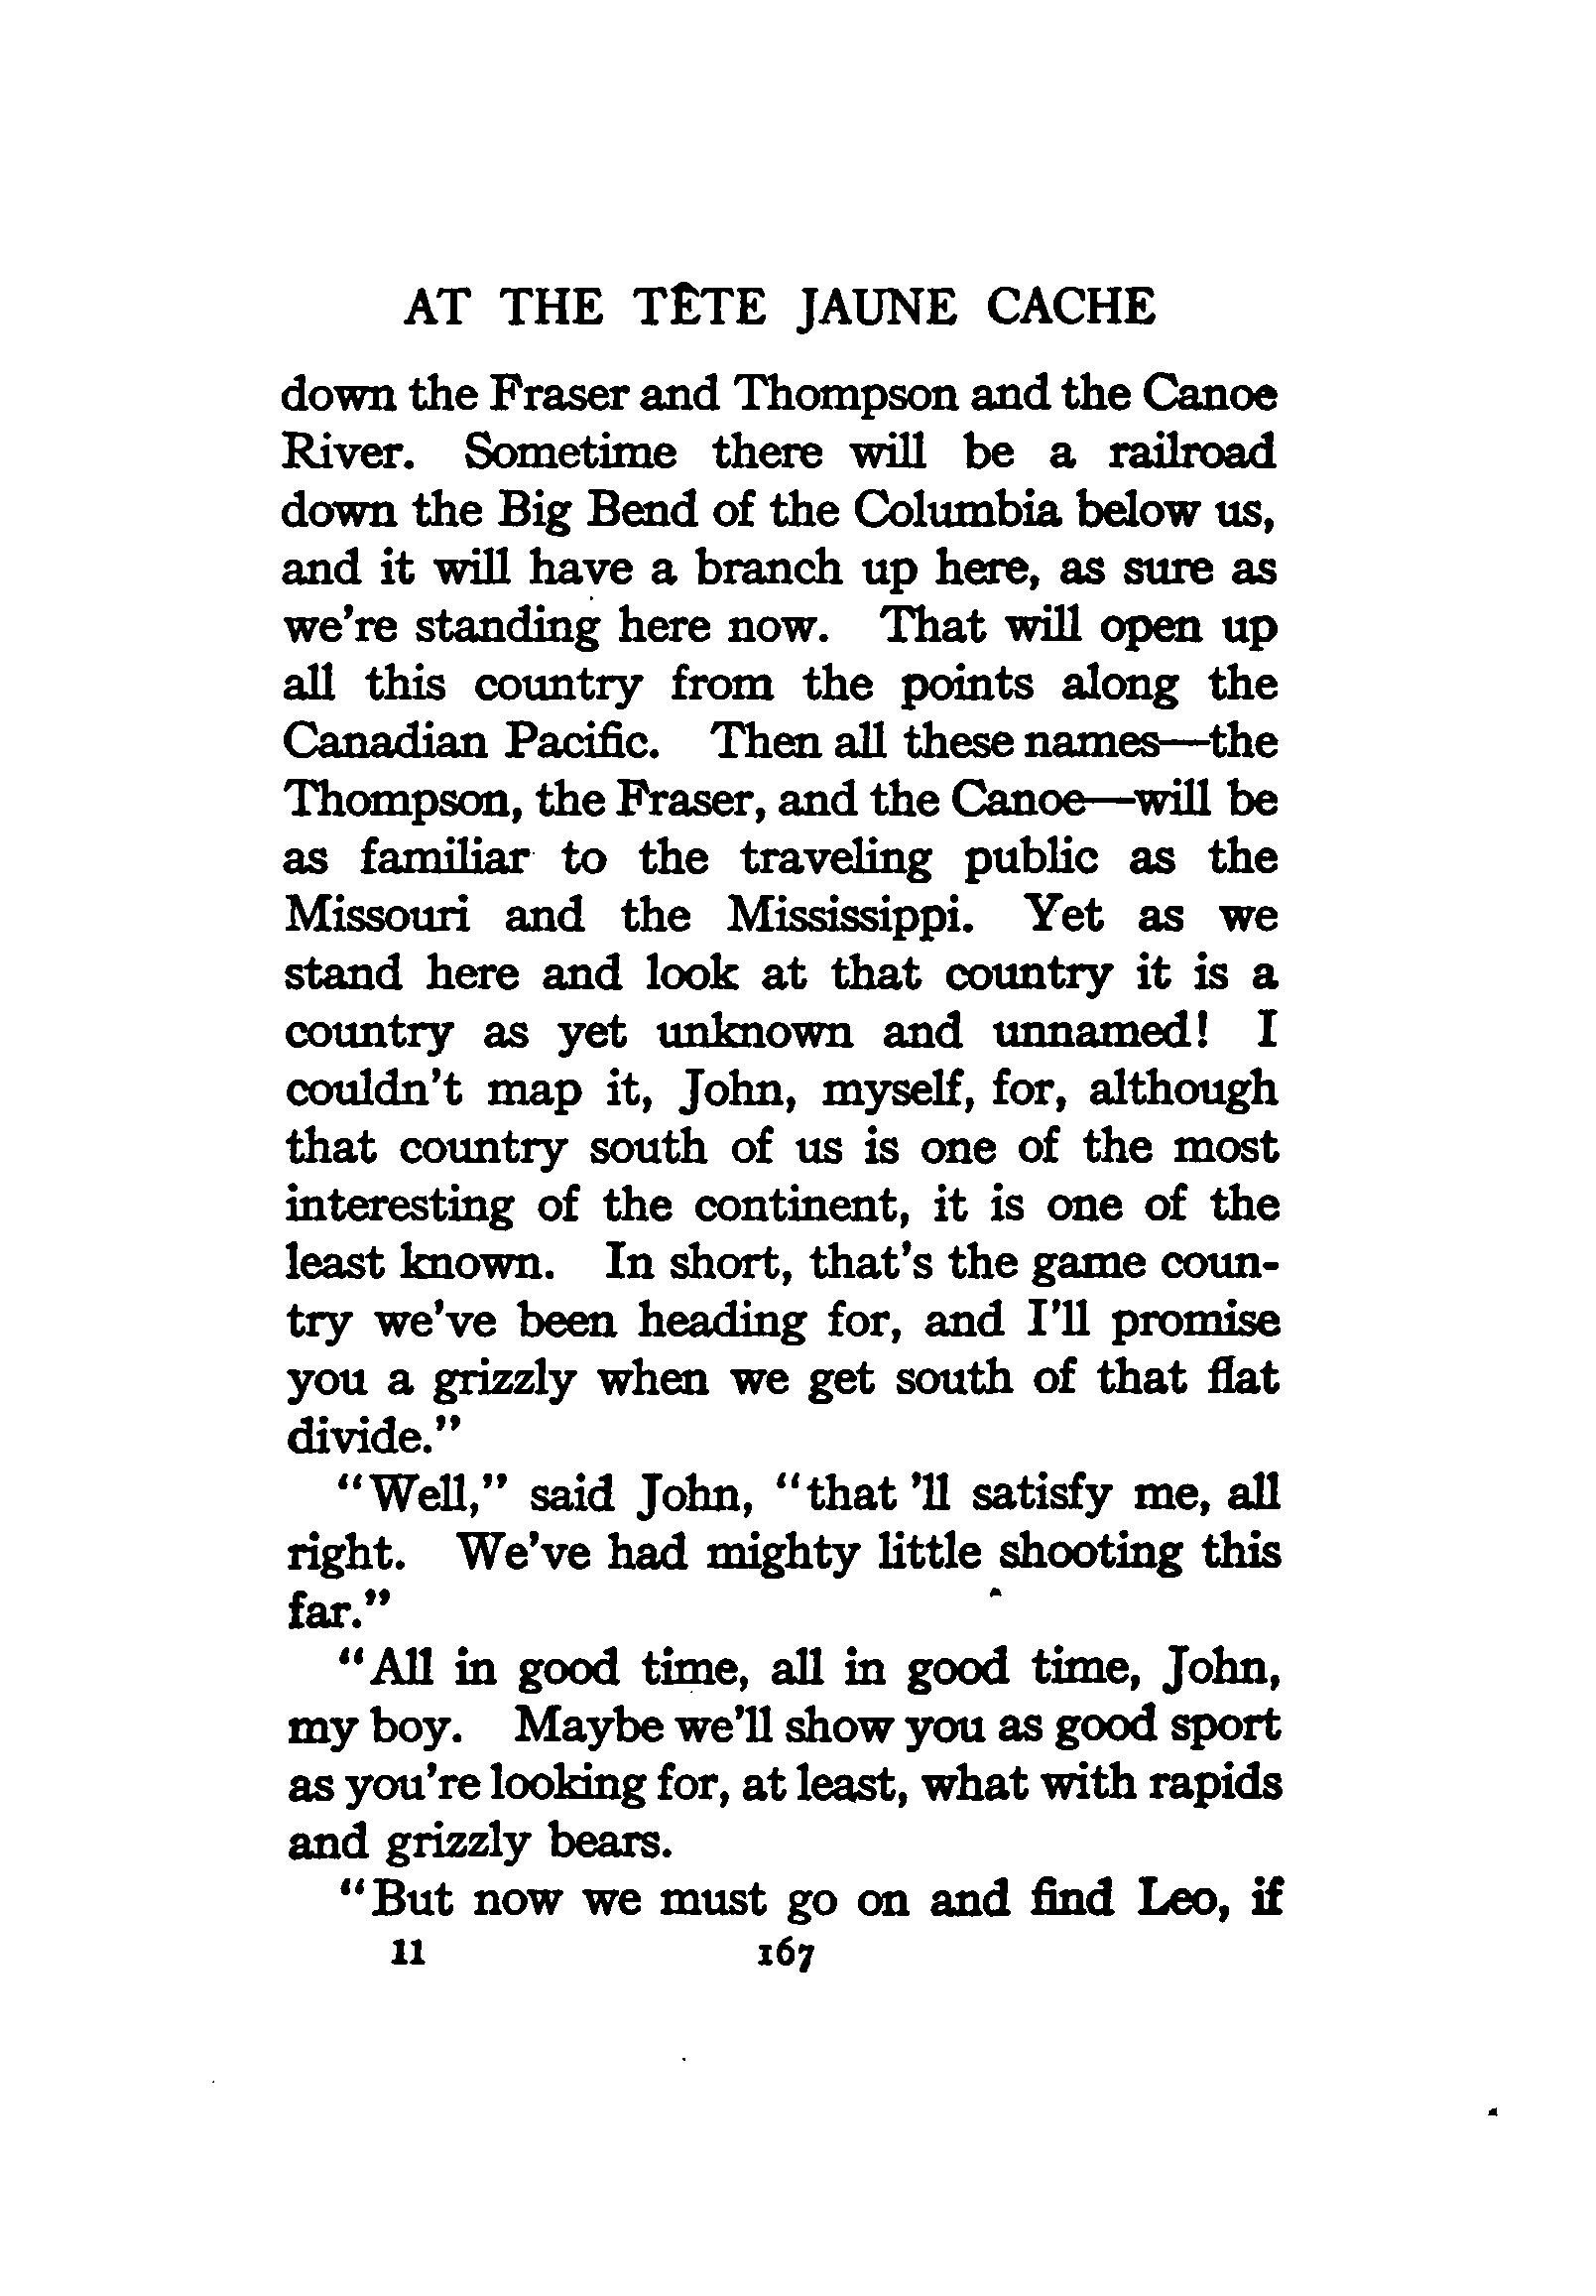 AT THE TÊTE JAUNE CACHE
down the Fraser and Thompson and the Canoe
River. Sometime there will be a railroad
down the Big Bend of the Columbia below us,
and it will have a branch up here, as sure as
we're standing here now. That will open up
all this country from the points along the
Canadian Pacific. Then all these names—the
Thompson, the Fraser, and the Canoe—will be
as familiar to the traveling public as the
Missouri and the Mississippi. Yet as we
stand here and look at that country it is a
country as yet unknown and unnamed! I
couldn't map it, John, myself, for, although
that country south of us is one of the most
interesting of the continent, it is one of the
least known. In short, that's the game coun-
try we've been heading for, and I'll promise
you a grizzly when we get south of that flat
divide."
"Well," said John, "that 'll satisfy me, all
right. We've had mighty little shooting this
far."
"All in good time, all in good time, John,
my boy. Maybe we'll show you as good sport
as you're looking for, at least, what with rapids
and grizzly bears.
"But now we must go on and find Leo, if
11 167